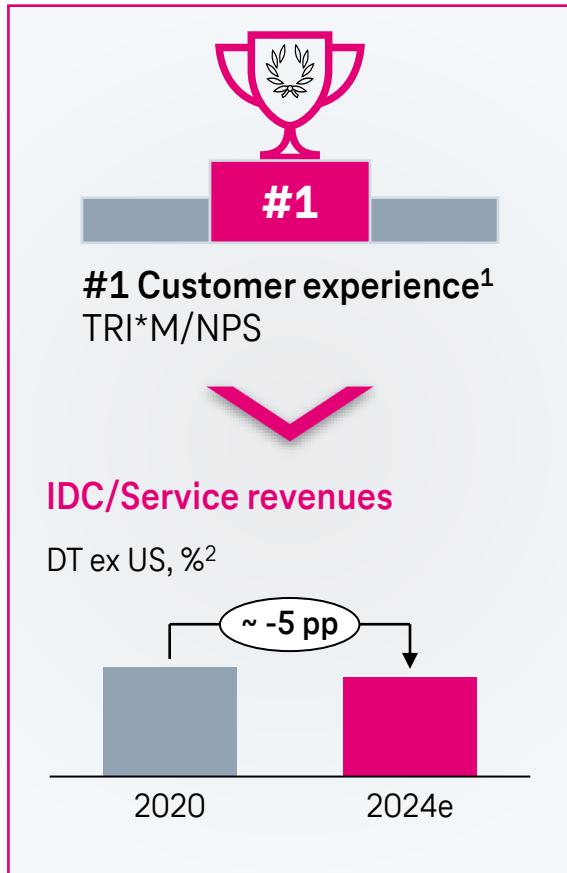 #1
#1 Customer experience¹
TRI*M/NPS
IDC/Service revenues
DT ex US, %²
~ -5 pp
2020
2024e